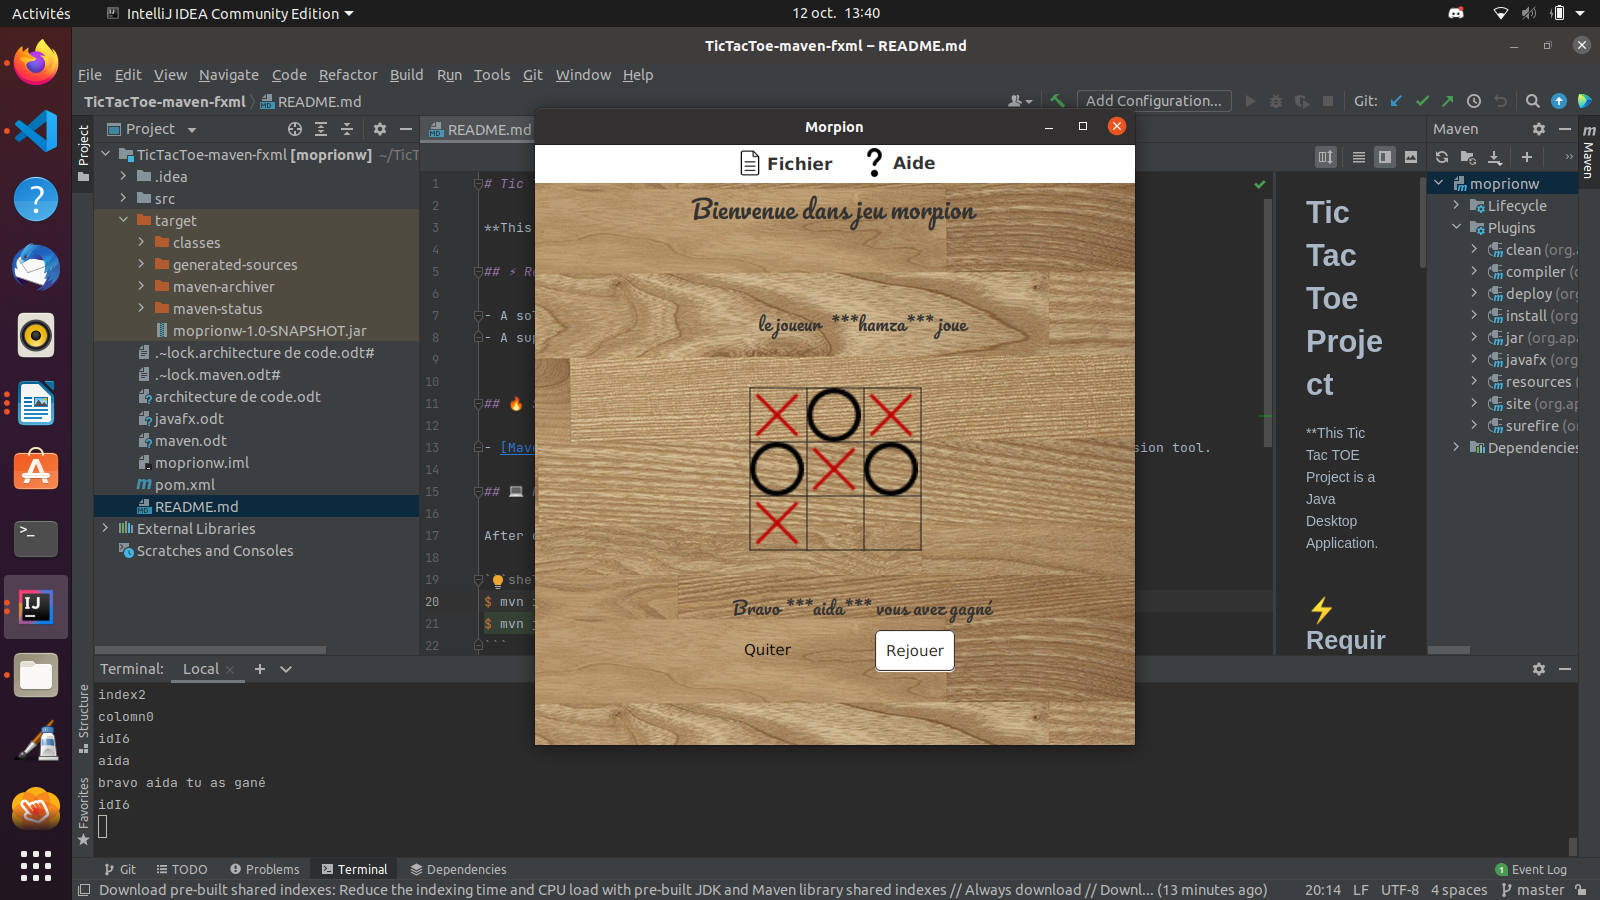 Activités
IntelliJ IDEA Community Edition
12 oct. 13:40
TicTacToe-maven-fxml – README.md
File Edit View Navigate Code Refactor Build Run Tools Git Window Help
TicTacToe-maven-fxml
README.md
Add Configuration...
Git:
Project
Project
TicTacToe-maven-fxml [moprionw] ~/TicT
.idea
src
target
classes
generated-sources
maven-archiver
maven-status
moprionw-1.0-SNAPSHOT.jar
.~lock.architecture de code.odt#
.~lock.maven.odt#
architecture de code.odt
javafx.odt
maven.odt
moprionw.iml
pom.xml
README.md
External Libraries
Scratches and Consoles
README.md
1 # Tic
2
3 **This
4
5 ## ⚡ R
6
7 - A so
8 - A su
9
10
11 ## 🔥
12
13 - [Mav
sion tool.
14
15 ## 💻
16
17 After
18
19 ```she
20 $ mvn
21 $ mvn
22 ```
Morpion
Fichier
Aide
Bienvenue dans jeu morpion
le joueur ***hamza*** joue
Bravo ***aida*** vous avez gagné
Quiter
Rejouer
Tic
Tac
Toe
Proje
ct
**This Tic
Tac TOE
Project is a
Java
Desktop
Application.
⚡
Requir
Maven
Maven
moprionw
Lifecycle
Plugins
clean (org.
compiler (o
deploy (org
install (org
jar (org.apa
javafx (org
resources (
site (org.ap
surefire (or
Dependencies
Terminal:
Local
index2
colomn0
idI6
aida
bravo aida tu as gané
idI6
Structure
Favorites
Git
TODO
Problems
Terminal
Dependencies
1 Event Log
Download pre-built shared indexes: Reduce the indexing time and CPU load with pre-built JDK and Maven library shared indexes // Always download // Downl... (13 minutes ago)
20:14 LF UTF-8 4 spaces master